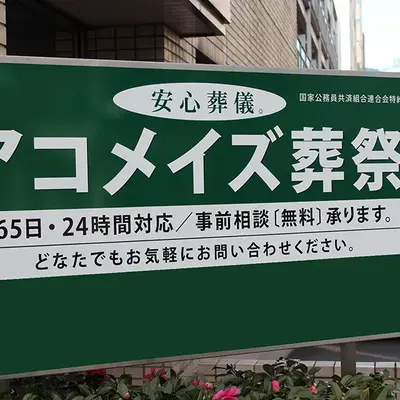 安心葬儀。
国家公務員共済組合連合会特約
アコメイズ葬祭
65日・24時間対応／事前相談〔無料〕承ります。
どなたでもお気軽にお問い合わせください。